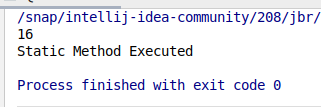 /snap/intellij-idea-community/208/jbr/
16
Static Method Executed
Process finished with exit code 0